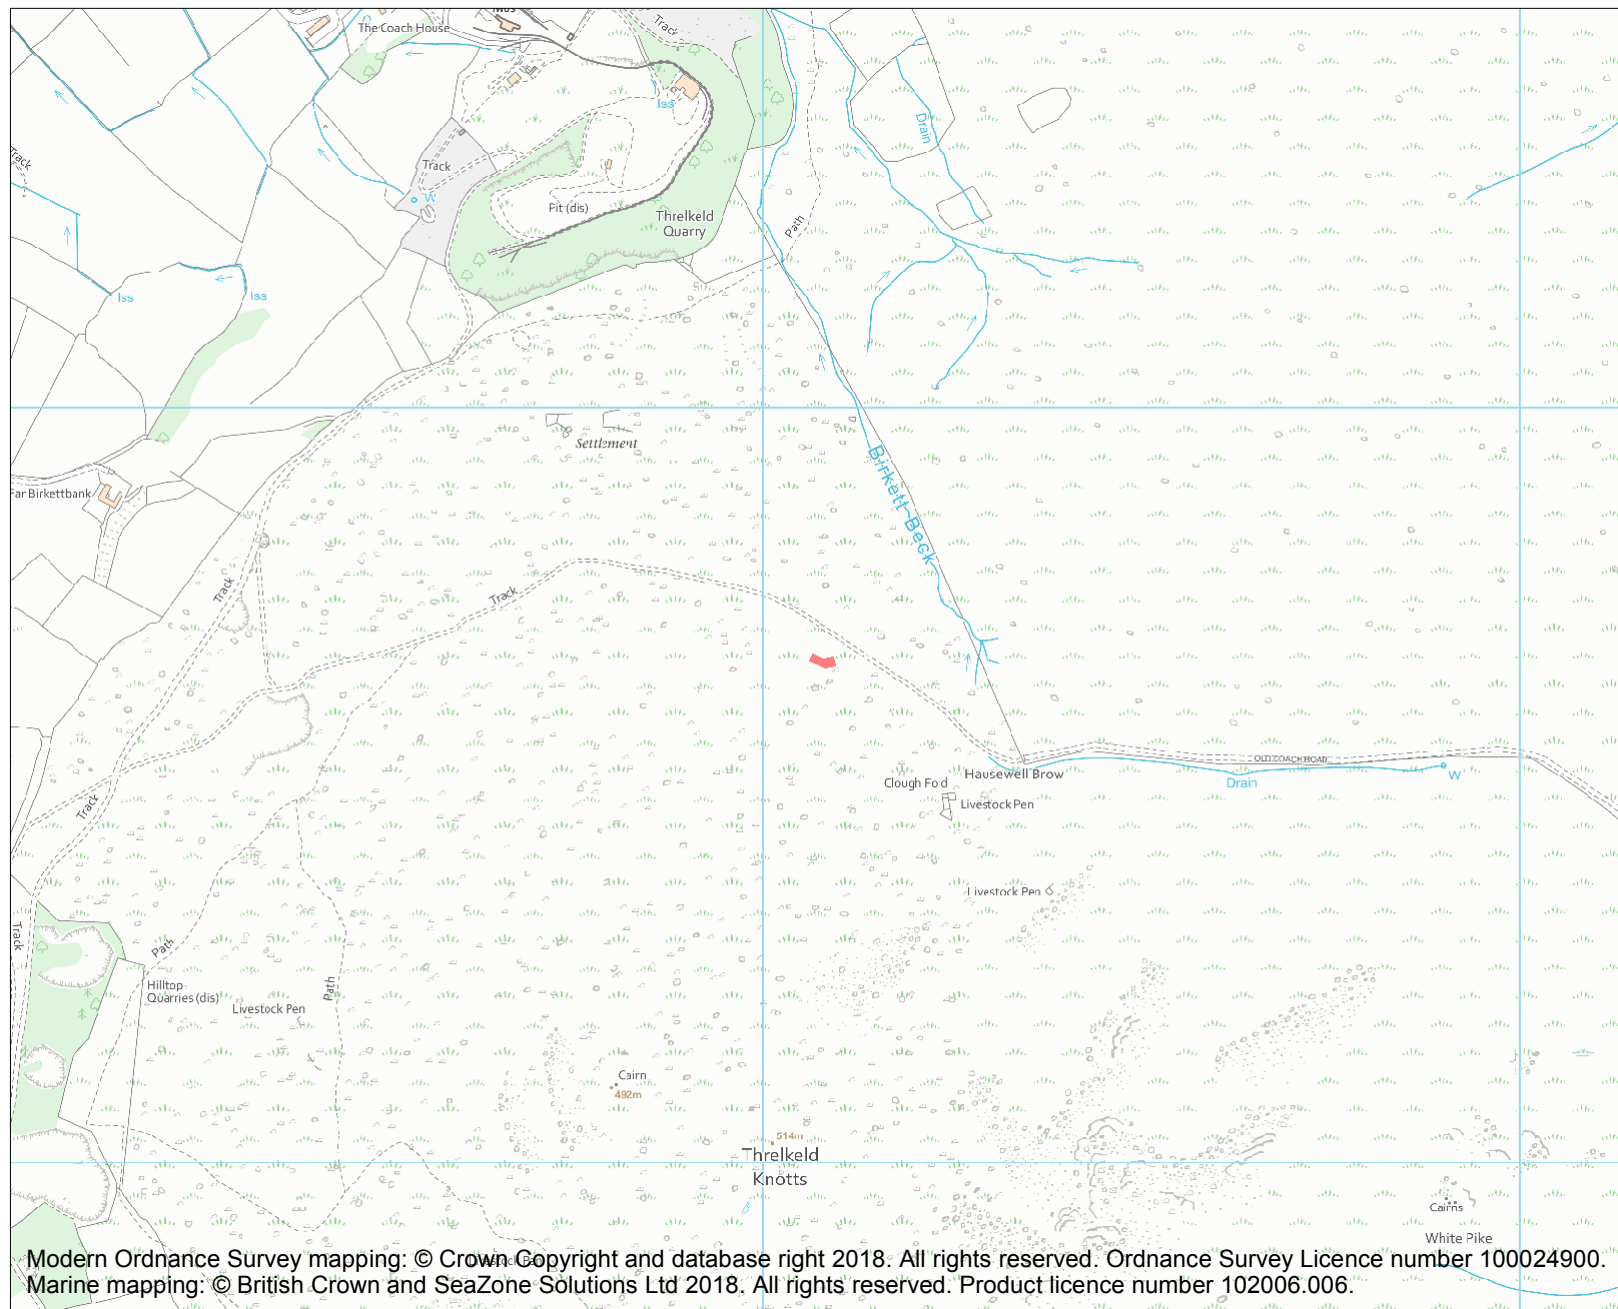 Mus
The Coach House
Track
Iss
Drain
Track
Track
W
Pit (dis)
Threlkeld
Quarry
Path
Iss
Iss
Settlement
Birkett Beck
Far Birkettbank
Track
Track
OLD COACH ROAD
Hausewell Brow
Clough Fo d
Drain
W
Livestock Pen
Track
Livestock Pen
Track
Path
Path
Hilltop
Quarries (dis)
Livestock Pen
Cairn
492m
514m
Threlkeld
Knotts
Cairns
White Pike
Livestock Pen
Modern Ordnance Survey mapping: © Crown Copyright and database right 2018. All rights reserved. Ordnance Survey Licence number 100024900.
Marine mapping: © British Crown and SeaZone Solutions Ltd 2018. All rights reserved. Product licence number 102006.006.